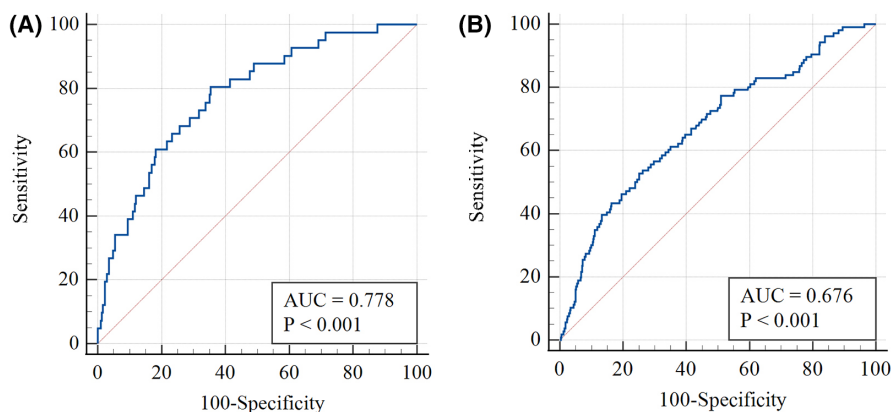 (A)
100
80
60
40
20
0
Sensitivity
0 20 40 60 80 100
100-Specificity
AUC = 0.778
P < 0.001
(B)
100
80
60
40
20
0
Sensitivity
0 20 40 60 80 100
100-Specificity
AUC = 0.676
P < 0.001